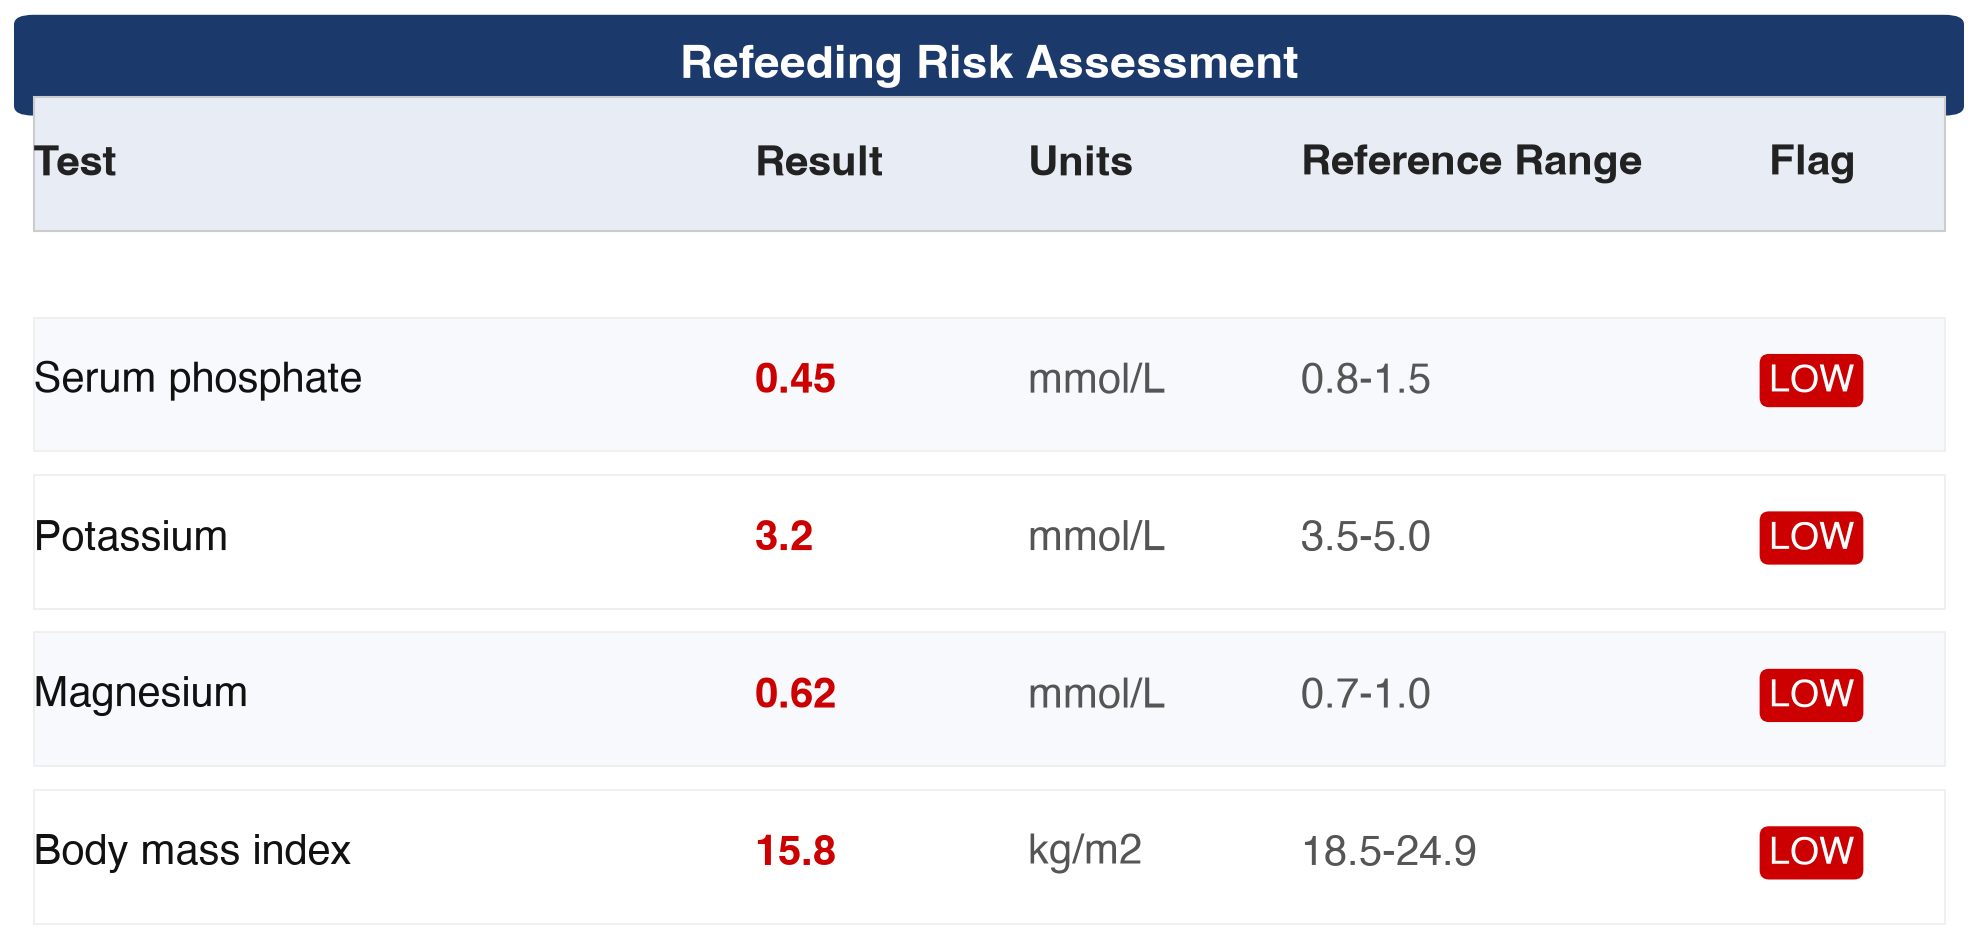 Refeeding Risk Assessment
Test Result Units Reference Range Flag
Serum phosphate 0.45 mmol/L 0.8-1.5 LOW
Potassium 3.2 mmol/L 3.5-5.0 LOW
Magnesium 0.62 mmol/L 0.7-1.0 LOW
Body mass index 15.8 kg/m2 18.5-24.9 LOW